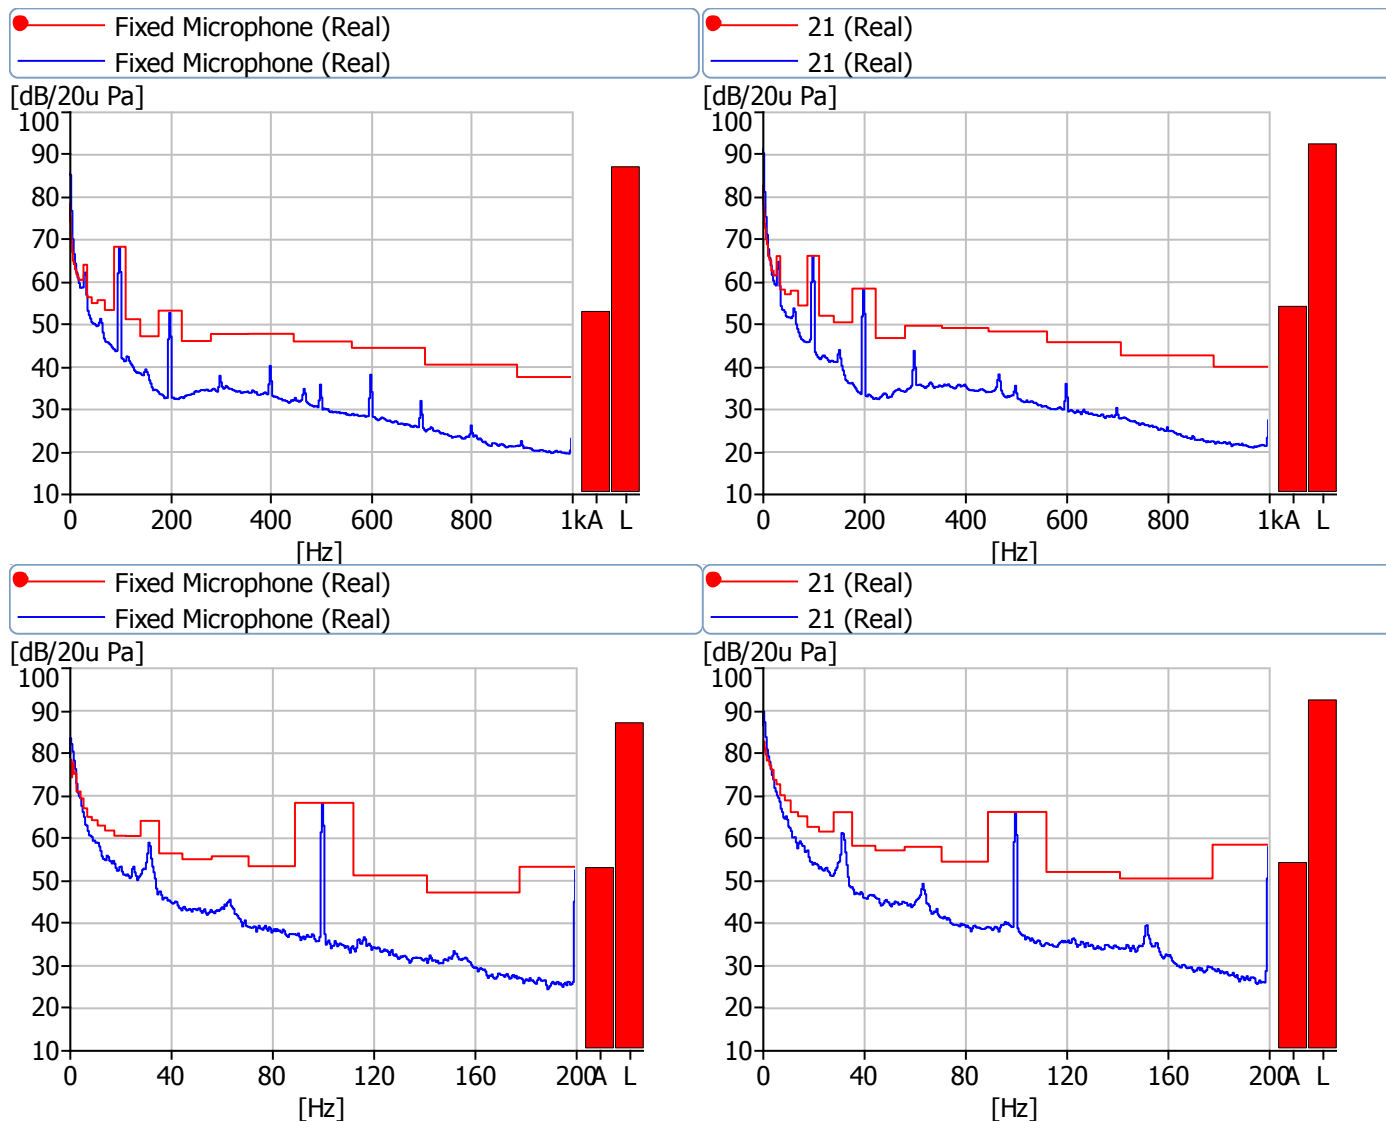 Fixed Microphone (Real)
Fixed Microphone (Real)
[dB/20u Pa]
100
90
80
70
60
50
40
30
20
10
0 200 400 600 800 1kA L
[Hz]
21 (Real)
21 (Real)
[dB/20u Pa]
100
90
80
70
60
50
40
30
20
10
0 200 400 600 800 1kA L
[Hz]
Fixed Microphone (Real)
Fixed Microphone (Real)
[dB/20u Pa]
100
90
80
70
60
50
40
30
20
10
0 40 80 120 160 200A L
[Hz]
21 (Real)
21 (Real)
[dB/20u Pa]
100
90
80
70
60
50
40
30
20
10
0 40 80 120 160 200A L
[Hz]